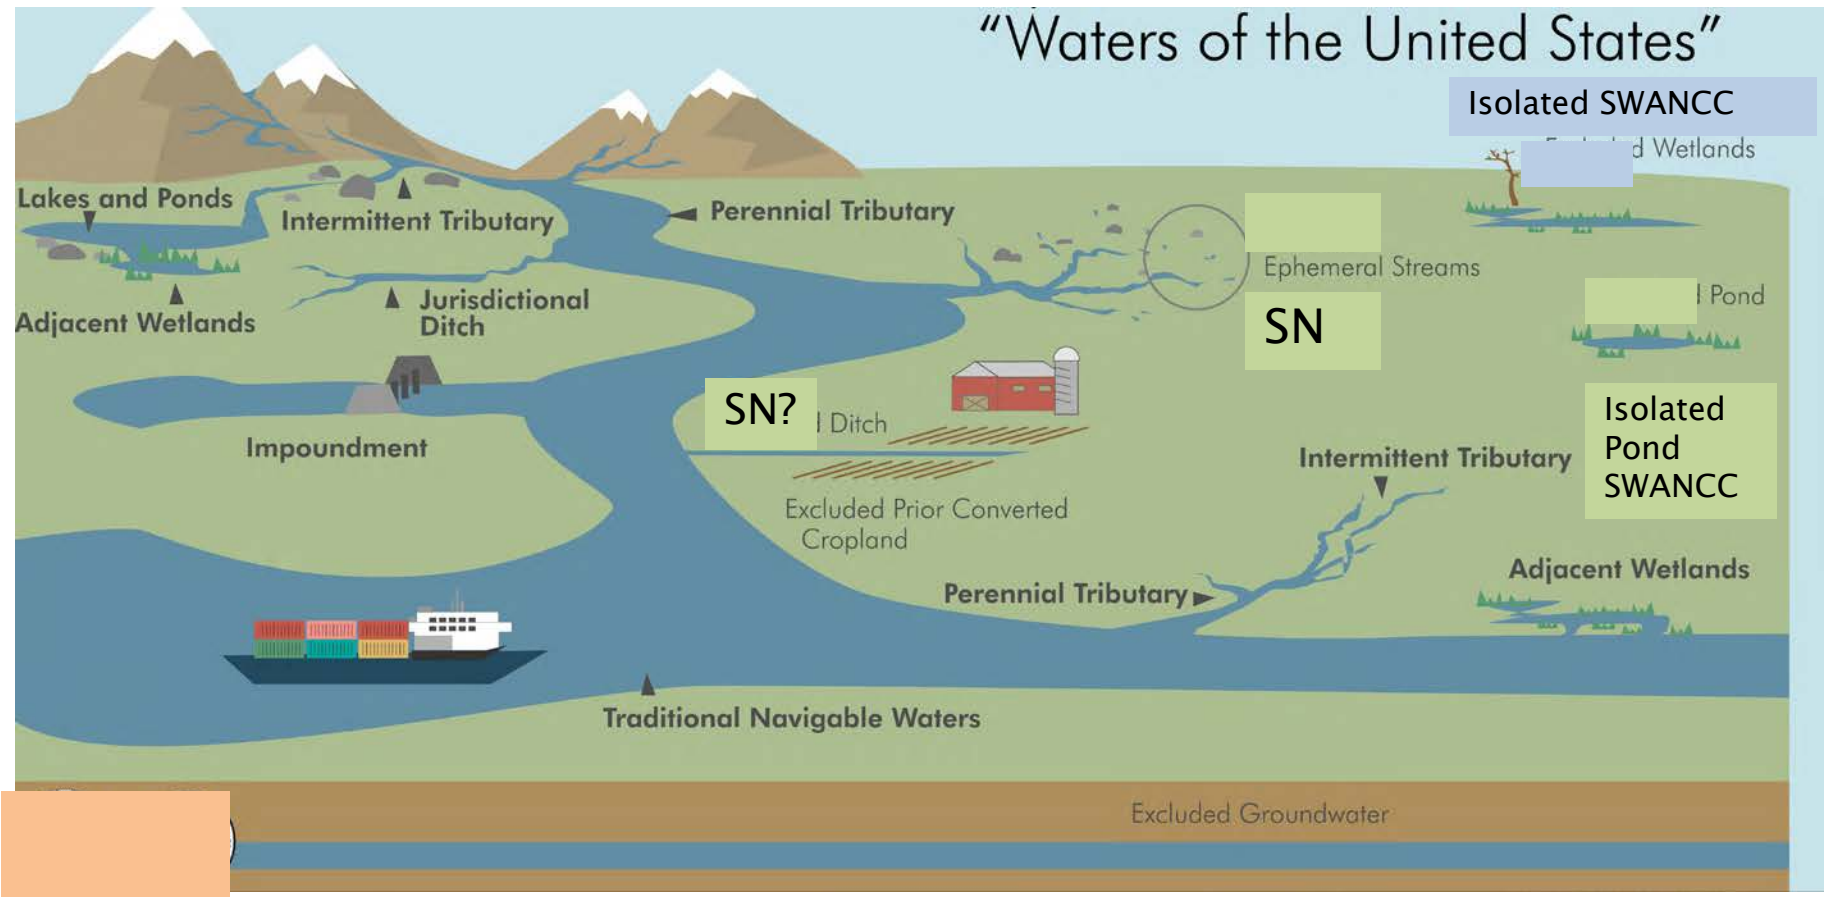 “Waters of the United States”
Isolated SWANCC
Wetlands
Lakes and Ponds
Intermittent Tributary
Perennial Tributary
Ephemeral Streams
Pond
Adjacent Wetlands
Jurisdictional
Ditch
SN
SN?
Ditch
Isolated
Pond
SWANCC
Impoundment
Intermittent Tributary
Excluded Prior Converted
Cropland
Perennial Tributary
Adjacent Wetlands
Traditional Navigable Waters
Excluded Groundwater